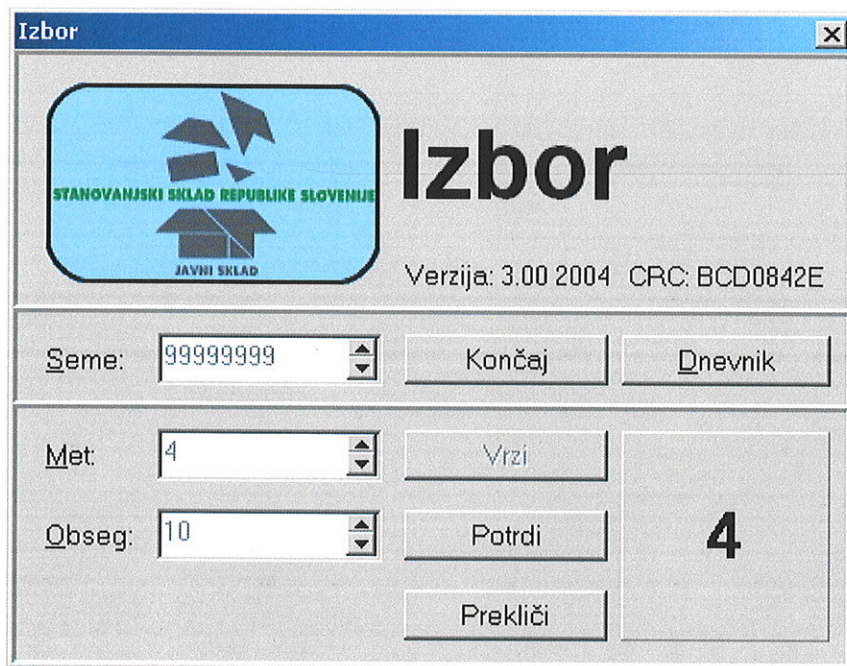 Izbor
STANOVANJSKI SKLAD REPUBLIKE SLOVENIJE
JAVNI SKLAD
Izbor
Verzija: 3.00 2004 CRC: BCD0842E
Seme: 99999999 Končaj Dnevnik
Met: 4 Vrzi
Obseg: 10 Potrdi 4
Prekliči